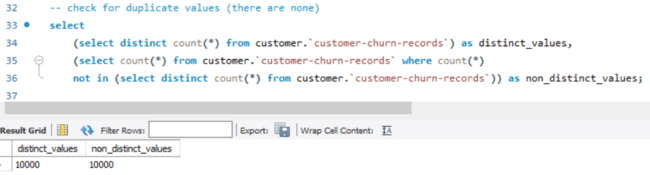 32 -- check for duplicate values (there are none)
33 select
34 (select distinct count(*) from customer.`customer-churn-records`) as distinct_values,
35 (select count(*) from customer.`customer-churn-records` where count(*)
36 not in (select distinct count(*) from customer.`customer-churn-records`)) as non_distinct_values;
37
Result Grid Filter Rows: Export: Wrap Cell Content:
distinct_values non_distinct_values
10000 10000